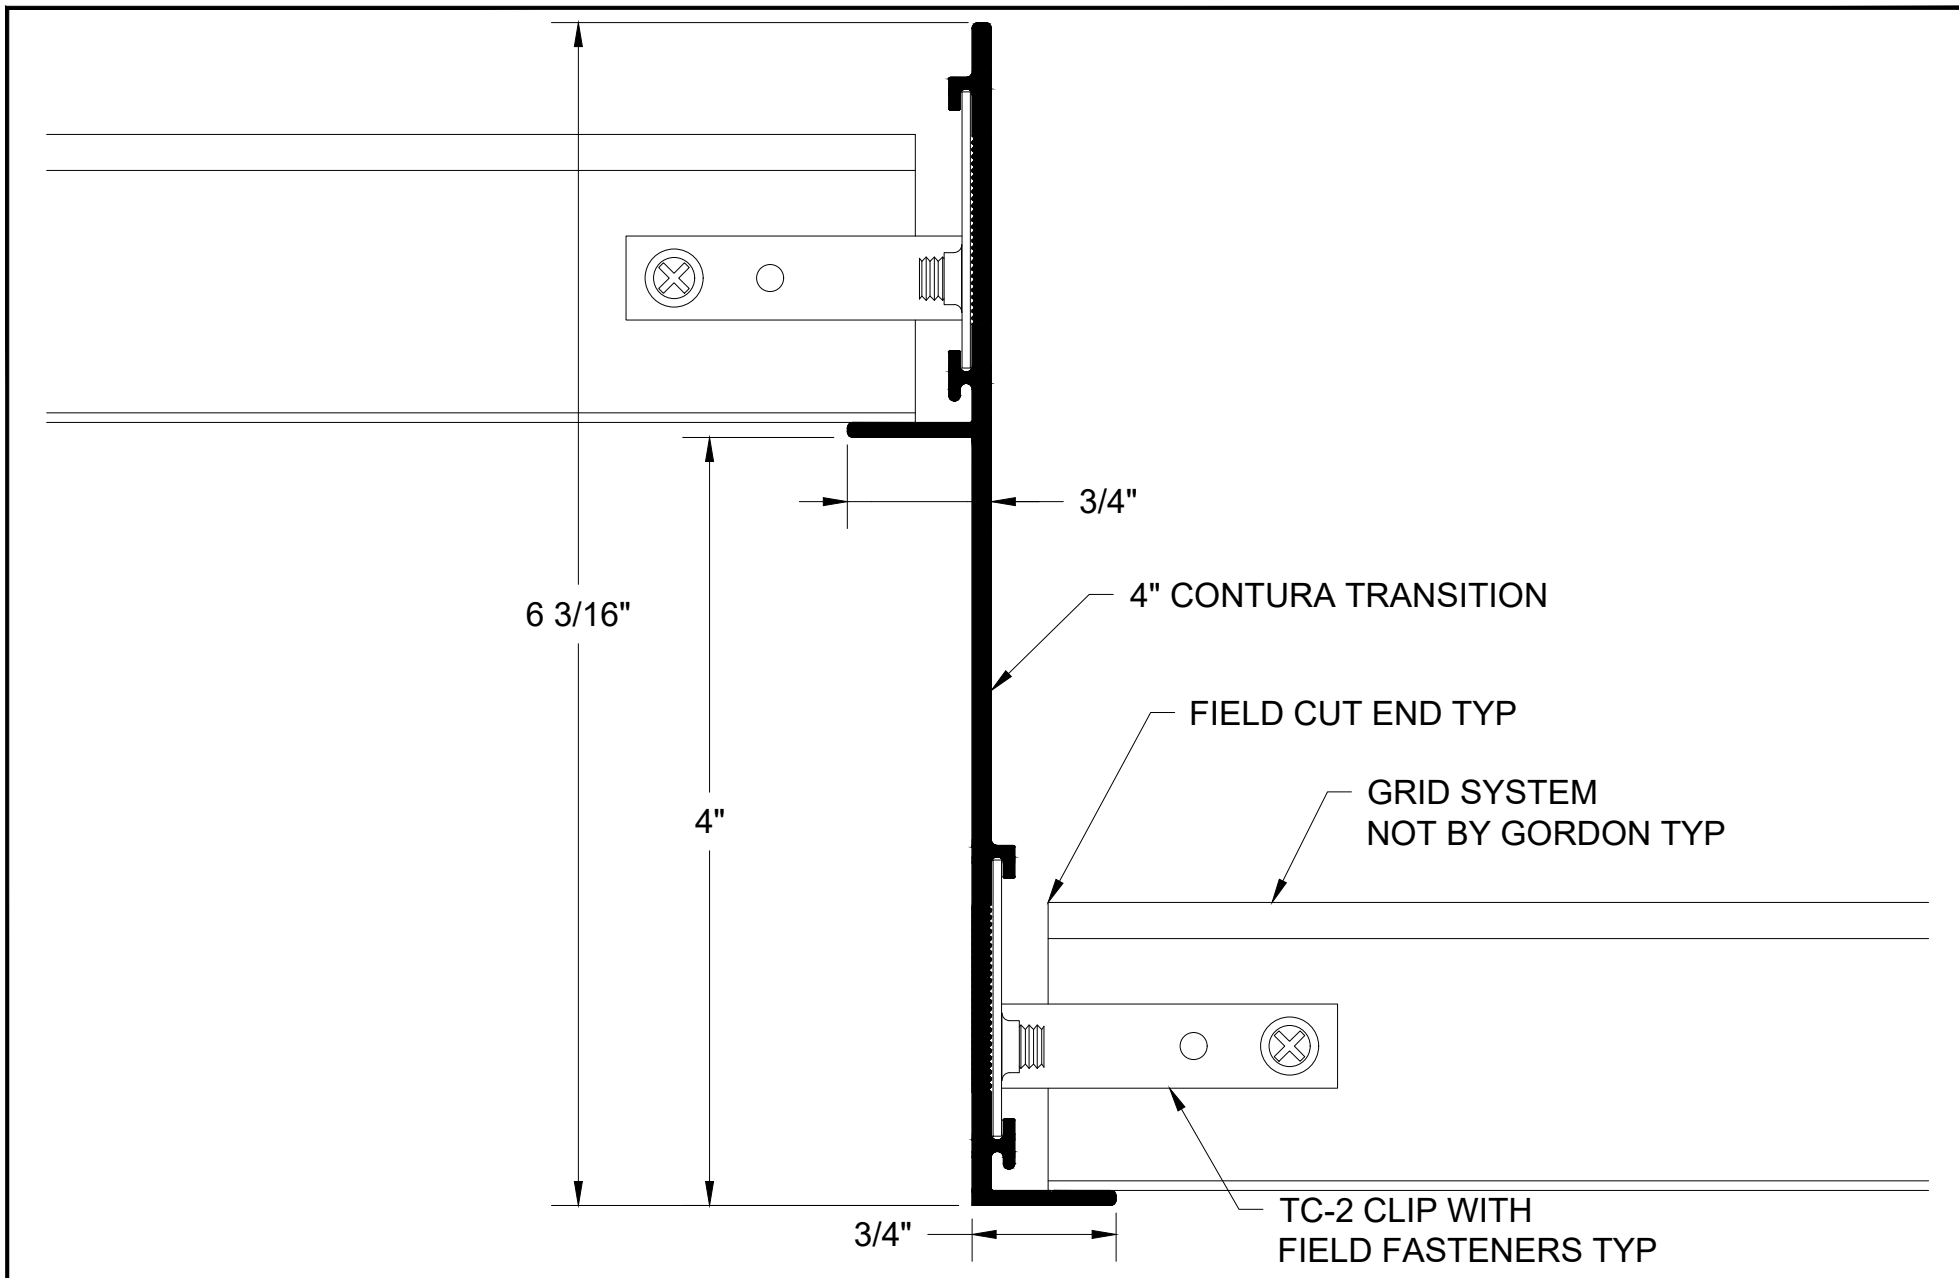 3/4"
4" CONTURA TRANSITION
6 3/16"
FIELD CUT END TYP
GRID SYSTEM
NOT BY GORDON TYP
4"
TC-2 CLIP WITH
FIELD FASTENERS TYP
3/4"